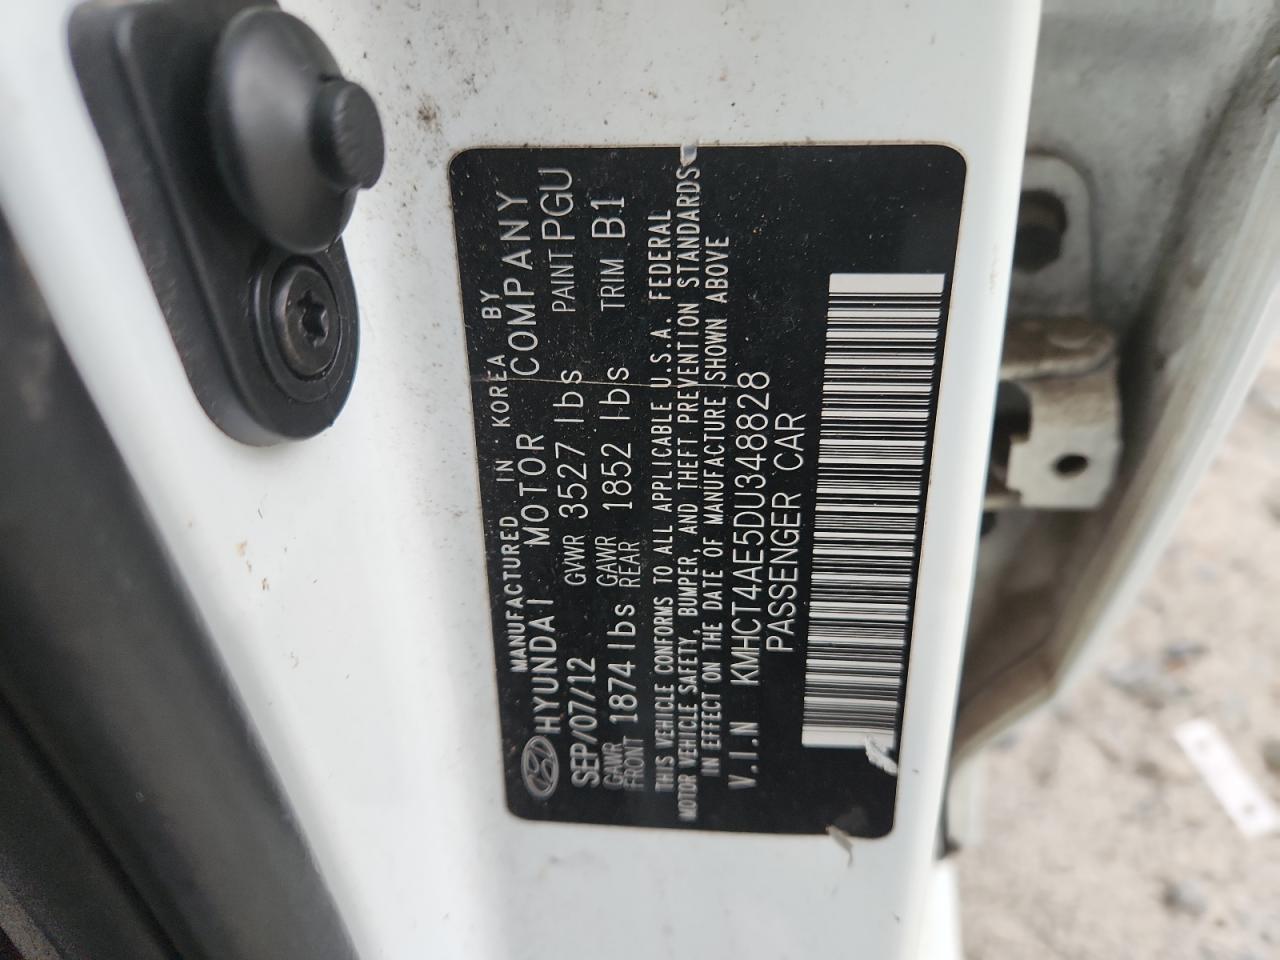 MANUFACTURED IN KOREA BY
HYUNDAI MOTOR COMPANY
SEP/07/12 GVWR 3527 lbs PAINT PGU
GAWR FRONT 1874 lbs GAWR REAR 1852 lbs TRIM B1
THIS VEHICLE CONFORMS TO ALL APPLICABLE U.S.A. FEDERAL
MOTOR VEHICLE SAFETY, BUMPER, AND THEFT PREVENTION STANDARDS
IN EFFECT ON THE DATE OF MANUFACTURE SHOWN ABOVE
V.I.N KMHCT4AE5DU348828
PASSENGER CAR